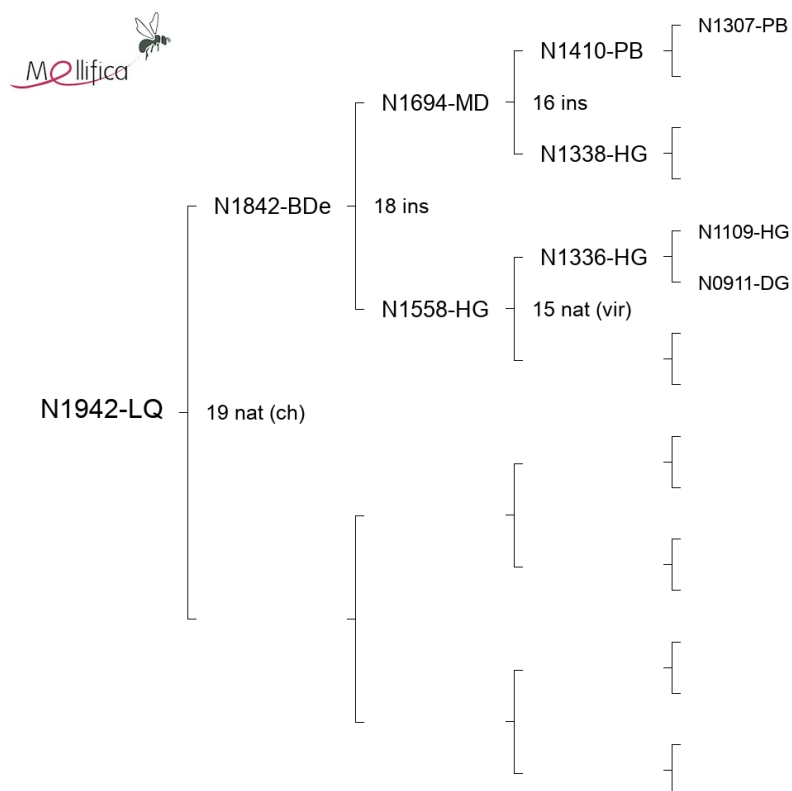 Mellifica
N1307-PB
N1410-PB
N1694-MD
16 ins
N1338-HG
N1842-BDe
18 ins
N1109-HG
N1336-HG
N0911-DG
N1558-HG
15 nat (vir)
N1942-LQ
19 nat (ch)